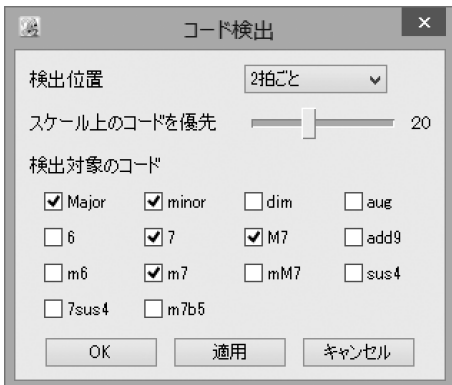 コード検出
検出位置 2拍ごと
スケール上のコードを優先 20
検出対象のコード
Major minor dim aug
6 7 M7 add9
m6 m7 mM7 sus4
7sus4 m7b5
OK 適用 キャンセル